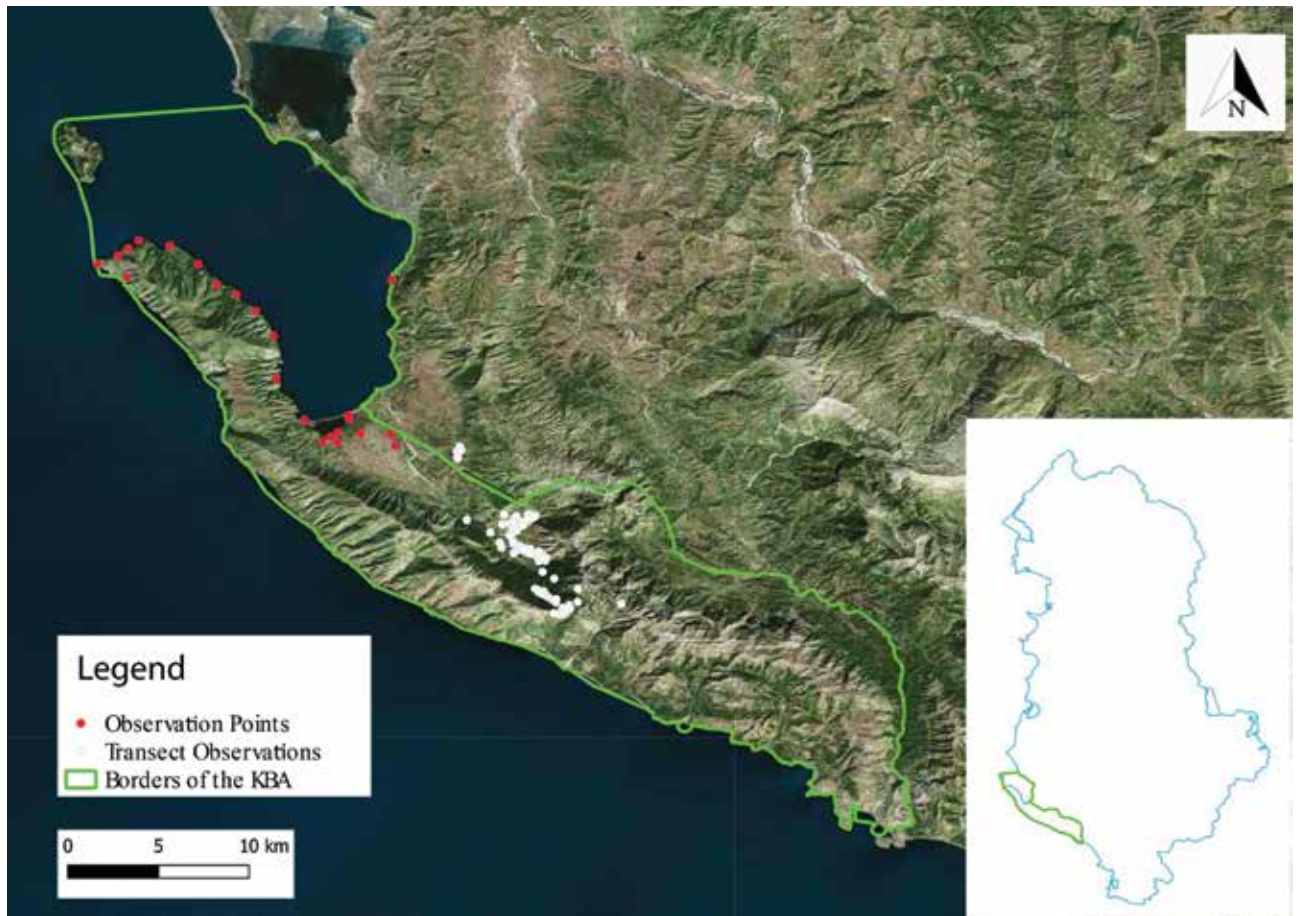 N
Legend
Observation Points
Transect Observations
Borders of the KBA
0 5 10 km